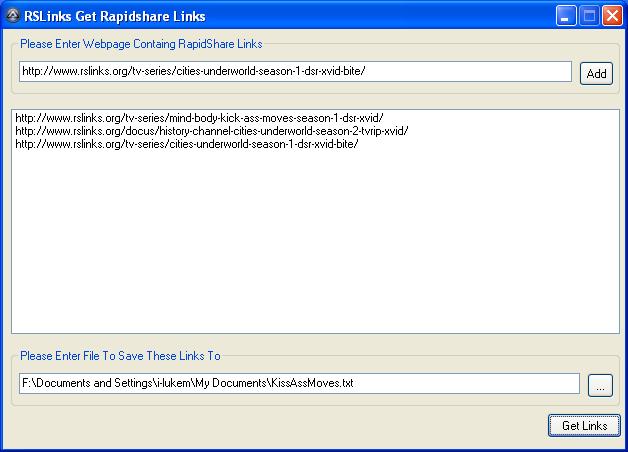 RSLinks Get Rapidshare Links
Please Enter Webpage Containg RapidShare Links
http://www.rslinks.org/tv-series/cities-underworld-season-1-dsr-xvid-bite/
Add
http://www.rslinks.org/tv-series/mind-body-kick-ass-moves-season-1-dsr-xvid/
http://www.rslinks.org/docus/history-channel-cities-underworld-season-2-tvrip-xvid/
http://www.rslinks.org/tv-series/cities-underworld-season-1-dsr-xvid-bite/
Please Enter File To Save These Links To
F:\Documents and Settings\i-lukem\My Documents\KissAssMoves.txt
...
Get Links